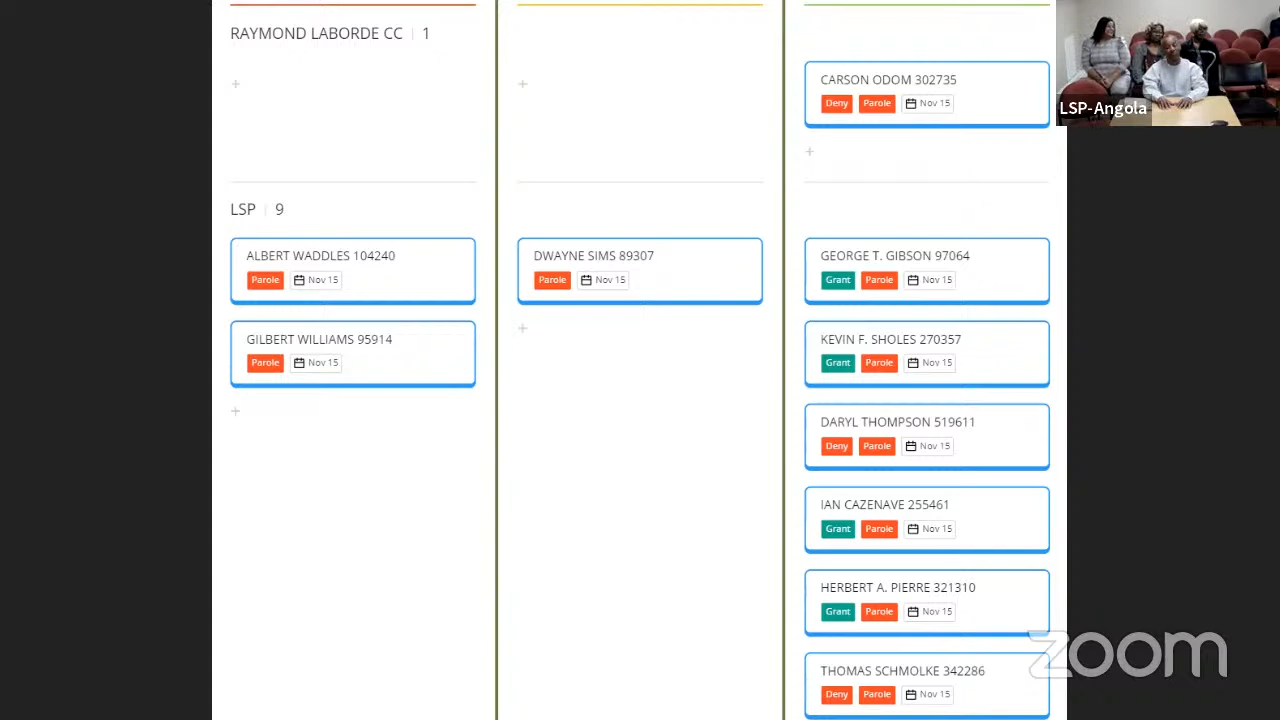 RAYMOND LABORDE CC | 1
+
+
CARSON ODOM 302735
Deny Parole Nov 15
+
LSP | 9
ALBERT WADDLES 104240
Parole Nov 15
GILBERT WILLIAMS 95914
Parole Nov 15
+
DWAYNE SIMS 89307
Parole Nov 15
+
GEORGE T. GIBSON 97064
Grant Parole Nov 15
KEVIN F. SHOLES 270357
Grant Parole Nov 15
DARYL THOMPSON 519611
Deny Parole Nov 15
IAN CAZENAVE 255461
Grant Parole Nov 15
HERBERT A. PIERRE 321310
Grant Parole Nov 15
THOMAS SCHMOLKE 342286
Deny Parole Nov 15
LSP-Angola
zoom